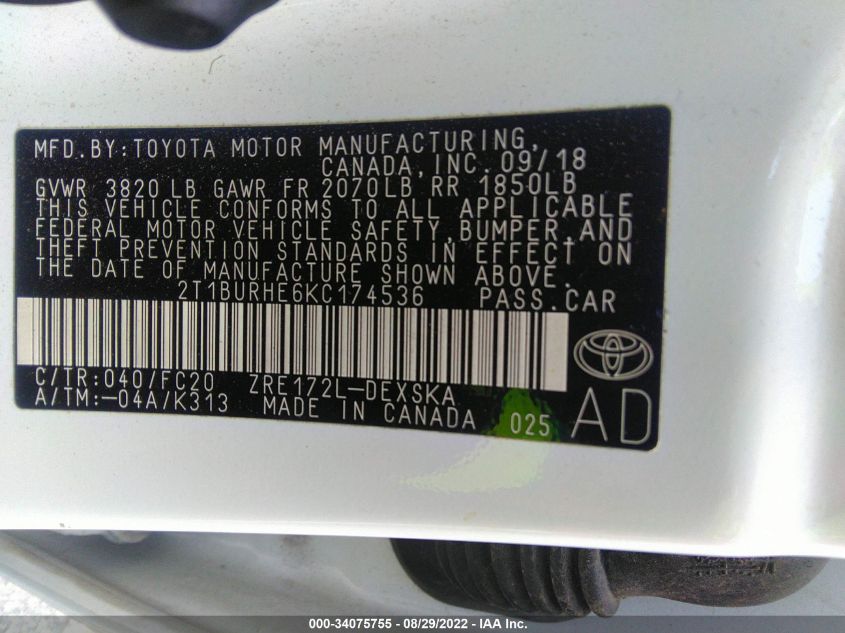 MFD.BY:TOYOTA MOTOR MANUFACTURING,
CANADA,INC. 09/18
GVWR 3820 LB GAWR FR 2070LB RR 1850LB
THIS VEHICLE CONFORMS TO ALL APPLICABLE
FEDERAL MOTOR VEHICLE SAFETY,BUMPER,AND
THEFT PREVENTION STANDARDS IN EFFECT ON
THE DATE OF MANUFACTURE SHOWN ABOVE.
2T1BURHE6KC174536 PASS.CAR
C/TR:040/FC20 ZRE172L-DEXSKA
A/TM:-04A/K313 MADE IN CANADA 025 AD
000-34075755 - 08/29/2022 - IAA Inc.